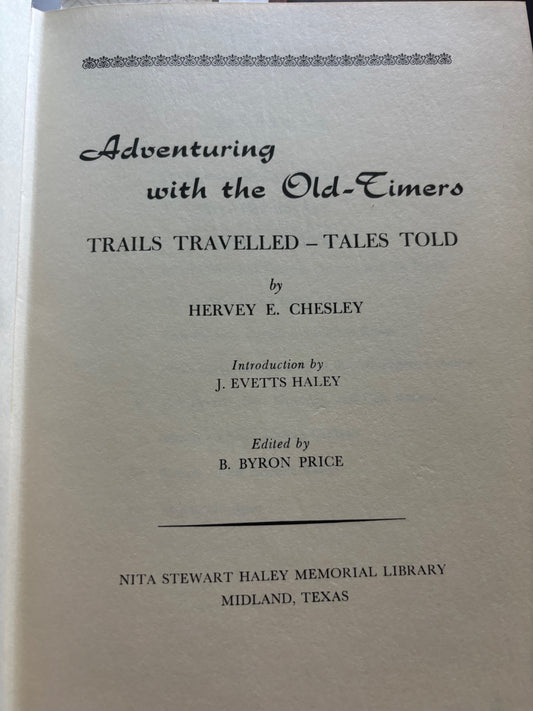 Adventuring
with the Old-Timers
TRAILS TRAVELLED – TALES TOLD
by
HERVEY E. CHESLEY
Introduction by
J. EVETTS HALEY
Edited by
B. BYRON PRICE
NITA STEWART HALEY MEMORIAL LIBRARY
MIDLAND, TEXAS